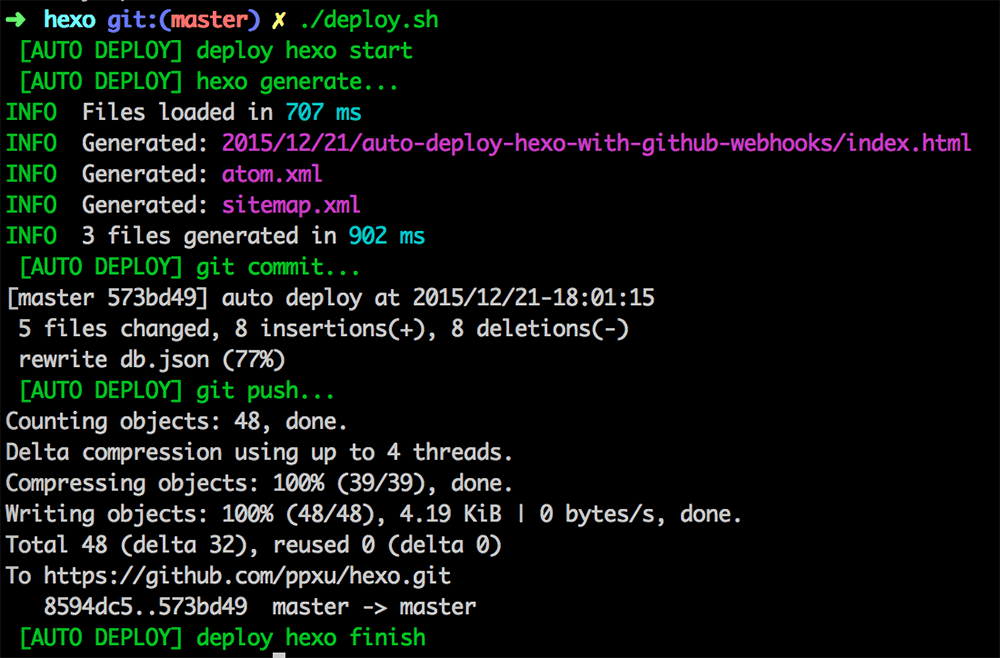 ➜ hexo git:(master) ✗ ./deploy.sh
[AUTO DEPLOY] deploy hexo start
[AUTO DEPLOY] hexo generate...
INFO  Files loaded in 707 ms
INFO  Generated: 2015/12/21/auto-deploy-hexo-with-github-webhooks/index.html
INFO  Generated: atom.xml
INFO  Generated: sitemap.xml
INFO  3 files generated in 902 ms
[AUTO DEPLOY] git commit...
[master 573bd49] auto deploy at 2015/12/21-18:01:15
5 files changed, 8 insertions(+), 8 deletions(-)
rewrite db.json (77%)
[AUTO DEPLOY] git push...
Counting objects: 48, done.
Delta compression using up to 4 threads.
Compressing objects: 100% (39/39), done.
Writing objects: 100% (48/48), 4.19 KiB | 0 bytes/s, done.
Total 48 (delta 32), reused 0 (delta 0)
To https://github.com/ppxu/hexo.git
8594dc5..573bd49  master -> master
[AUTO DEPLOY] deploy hexo finish